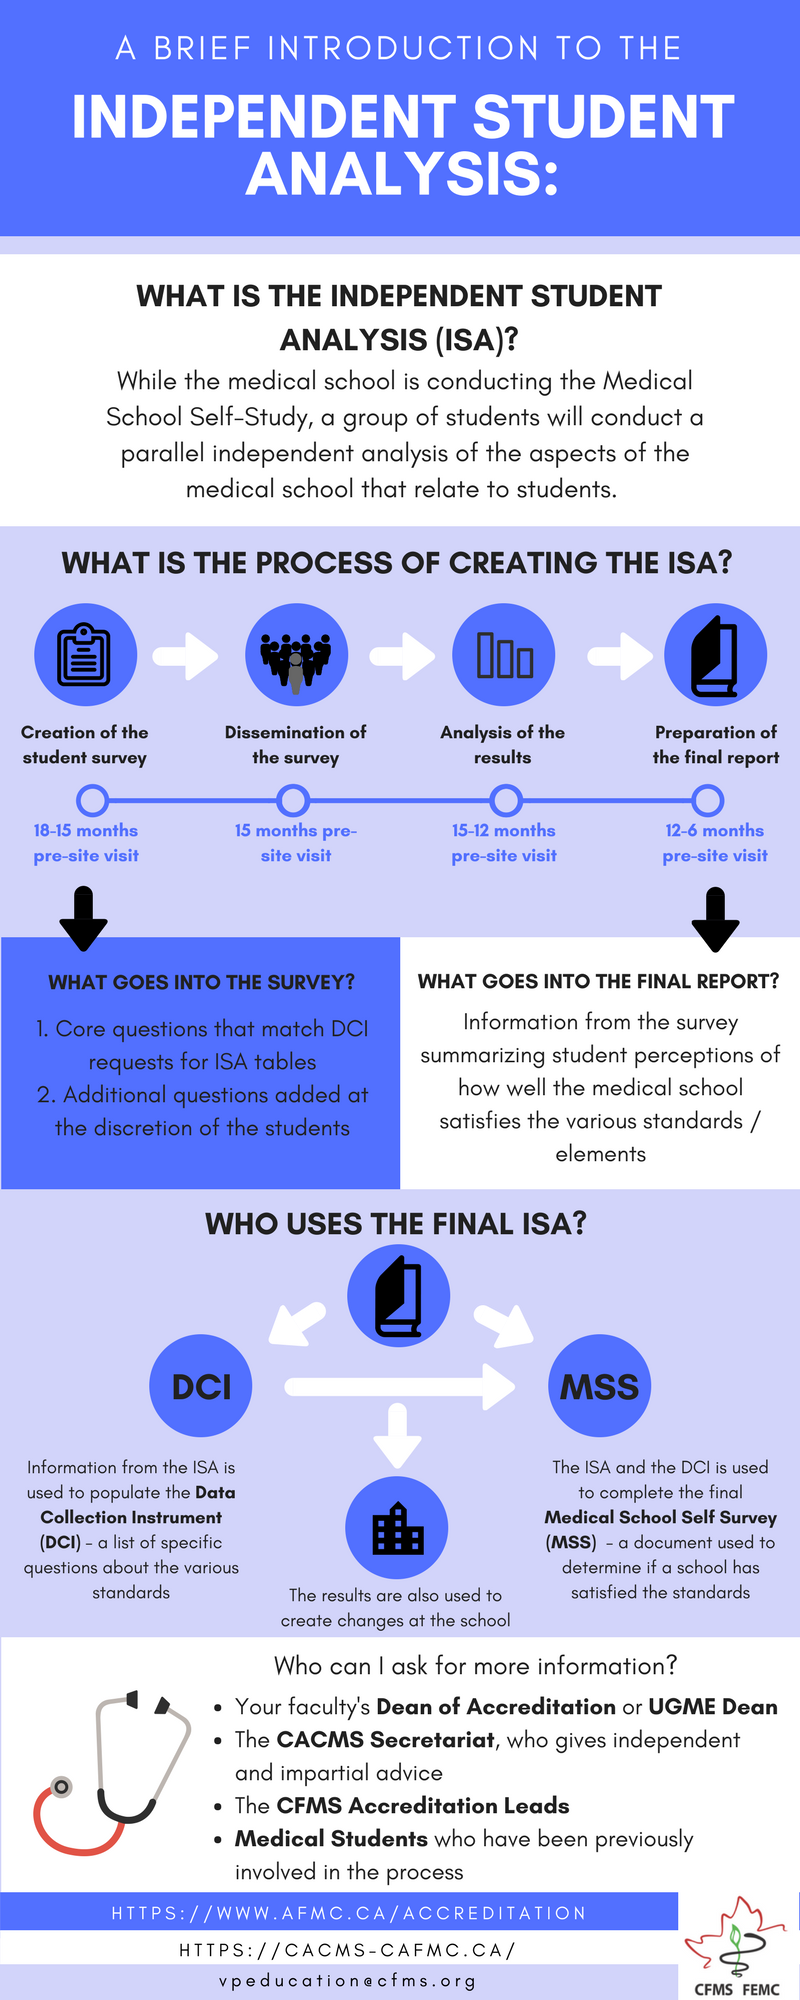 A BRIEF INTRODUCTION TO THE
INDEPENDENT STUDENT
ANALYSIS:
WHAT IS THE INDEPENDENT STUDENT
ANALYSIS (ISA)?
While the medical school is conducting the Medical
School Self-Study, a group of students will conduct a
parallel independent analysis of the aspects of the
medical school that relate to students.
WHAT IS THE PROCESS OF CREATING THE ISA?
Creation of the
student survey
18-15 months
pre-site visit
Dissemination of
the survey
15 months pre-
site visit
Analysis of the
results
15-12 months
pre-site visit
Preparation of
the final report
12-6 months
pre-site visit
WHAT GOES INTO THE SURVEY?
1. Core questions that match DCI
requests for ISA tables
2. Additional questions added at
the discretion of the students
WHAT GOES INTO THE FINAL REPORT?
Information from the survey
summarizing student perceptions of
how well the medical school
satisfies the various standards /
elements
WHO USES THE FINAL ISA?
DCI
Information from the ISA is
used to populate the Data
Collection Instrument
(DCI) - a list of specific
questions about the various
standards
The results are also used to
create changes at the school
MSS
The ISA and the DCI is used
to complete the final
Medical School Self Survey
(MSS) - a document used to
determine if a school has
satisfied the standards
Who can I ask for more information?
• Your faculty's Dean of Accreditation or UGME Dean
• The CACMS Secretariat, who gives independent
and impartial advice
• The CFMS Accreditation Leads
• Medical Students who have been previously
involved in the process
HTTPS://WWW.AFMC.CA/ACCREDITATION
HTTPS://CACMS-CAFMC.CA/
vpeducation@cfms.org
CFMS FEMC